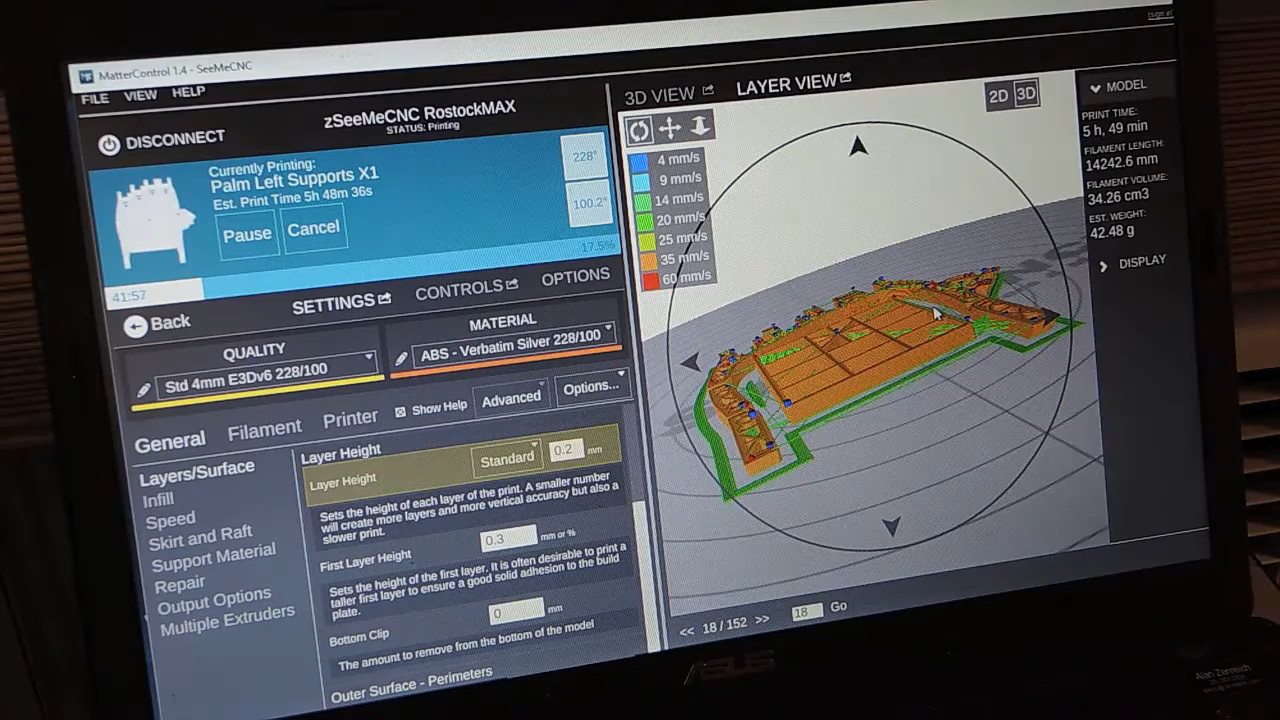 MatterControl 1.4 - SeeMeCNC
[sign in]
FILE VIEW HELP
DISCONNECT
zSeeMeCNC RostockMAX
STATUS: Printing
Currently Printing:
Palm Left Supports X1
Est. Print Time 5h 48m 36s
Pause
Cancel
228°
100.2°
17.5%
41:57
Back
SETTINGS
CONTROLS
OPTIONS
QUALITY
Std 4mm E3Dv6 228/100
MATERIAL
ABS - Verbatim Silver 228/100
General
Filament
Printer
Show Help
Advanced
Options...
Layers/Surface
Infill
Speed
Skirt and Raft
Support Material
Repair
Output Options
Multiple Extruders
Layer Height
Layer Height
Standard
0.2
mm
Sets the height of each layer of the print. A smaller number
will create more layers and more vertical accuracy but also a
slower print.
First Layer Height
0.3
mm or %
Sets the height of the first layer. It is often desirable to print a
taller first layer to ensure a good solid adhesion to the build
plate.
Bottom Clip
0
mm
The amount to remove from the bottom of the model
Outer Surface - Perimeters
3D VIEW
LAYER VIEW
2D
3D
4 mm/s
9 mm/s
14 mm/s
20 mm/s
25 mm/s
35 mm/s
60 mm/s
<< 18 / 152 >>
18
Go
MODEL
PRINT TIME:
5 h, 49 min
FILAMENT LENGTH:
14242.6 mm
FILAMENT VOLUME:
34.26 cm3
EST. WEIGHT:
42.48 g
DISPLAY
ASUS
Alan Zenreich